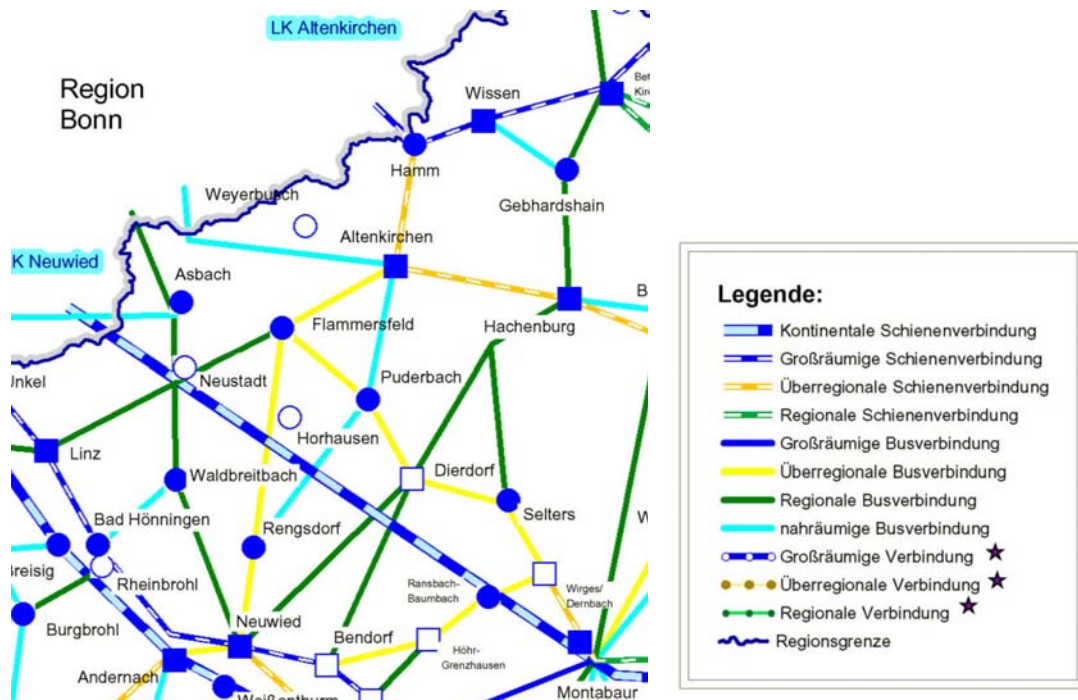 LK Altenkirchen
Region
Bonn
Wissen
Hamm
Weyerbusch
Gebhardshain
Altenkirchen
K Neuwied
Asbach
Flammersfeld
Hachenburg
Neustadt
Puderbach
Horhausen
Linz
Waldbreitbach
Dierdorf
Bad Hönningen
Rengsdorf
Selters
Rheinbrohl
Ransbach-
Baumbach
Wirges/
Dernbach
Burgbrohl
Neuwied
Bendorf
Höhr-
Grenzhausen
Andernach
Weißenthurm
Montabaur
Legende:
Kontinentale Schienenverbindung
Großräumige Schienenverbindung
Überregionale Schienenverbindung
Regionale Schienenverbindung
Großräumige Busverbindung
Überregionale Busverbindung
Regionale Busverbindung
nahräumige Busverbindung
Großräumige Verbindung
Überregionale Verbindung
Regionale Verbindung
Regionsgrenze